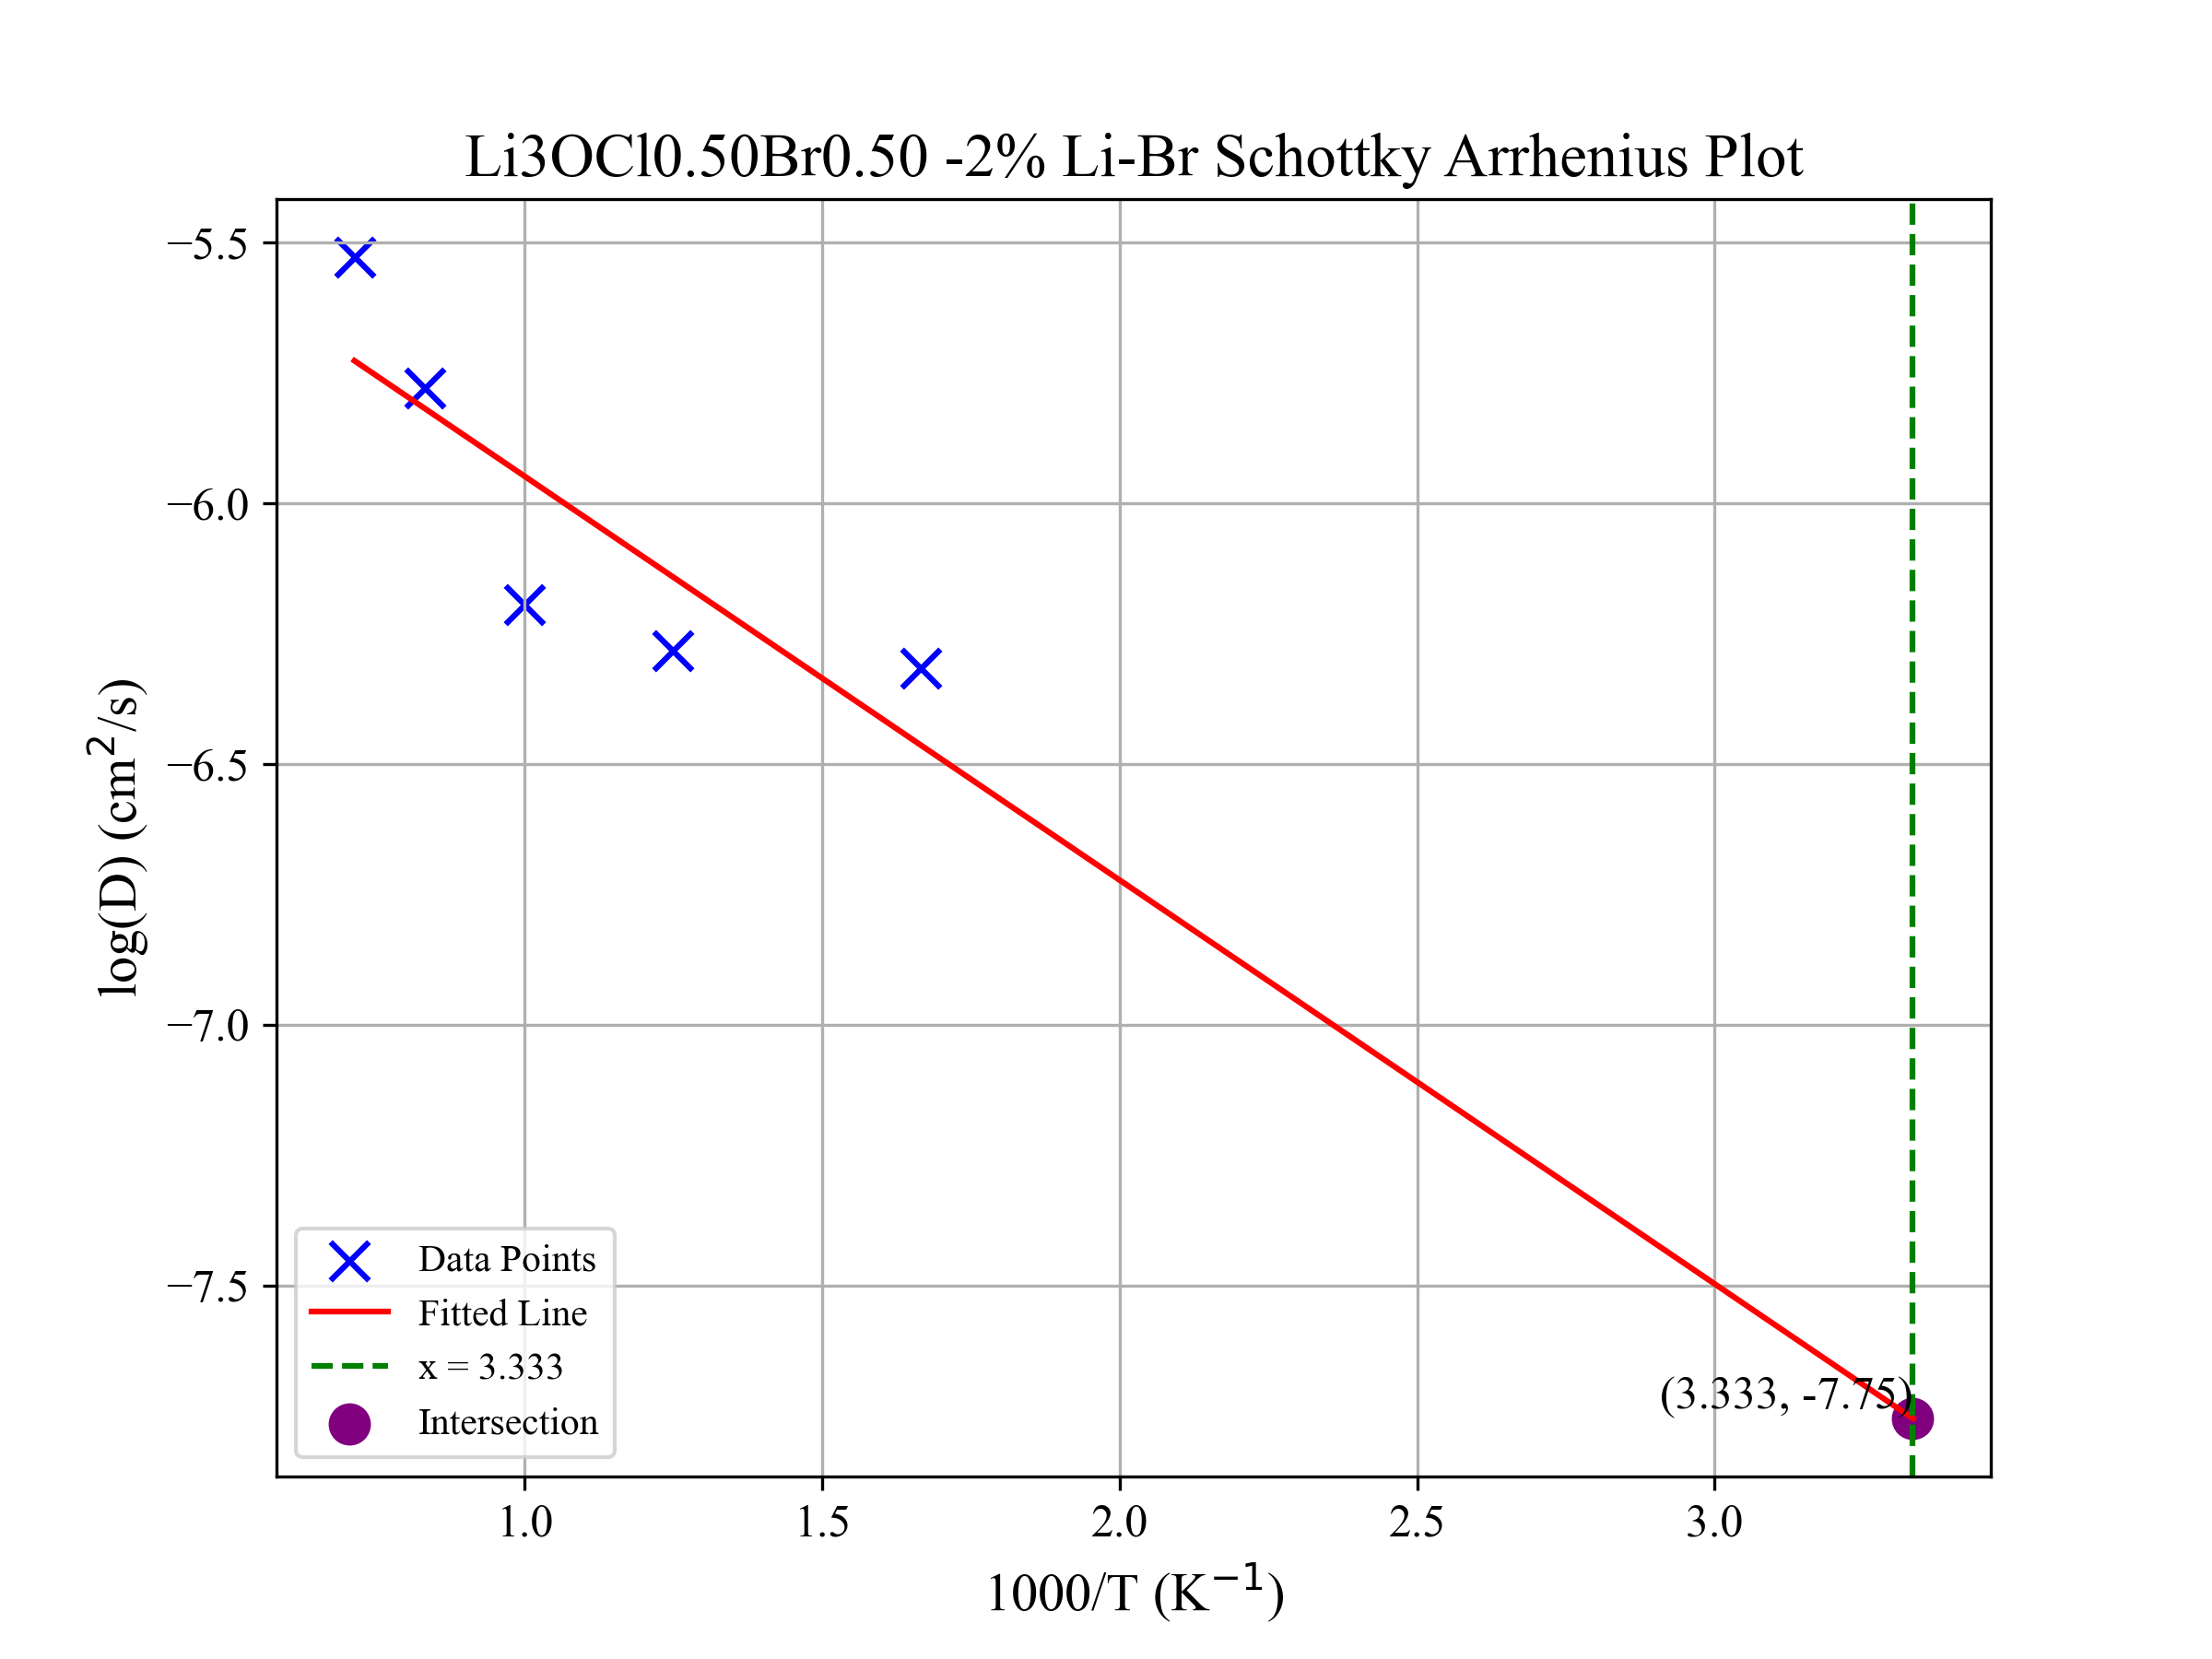 Li3OCl0.50Br0.50 -2% Li-Br Schottky Arrhenius Plot
log(D) (cm²/s)
−5.5
−6.0
−6.5
−7.0
−7.5
Data Points
Fitted Line
x = 3.333
Intersection
(3.333, -7.75)
1.0 1.5 2.0 2.5 3.0
1000/T (K⁻¹)